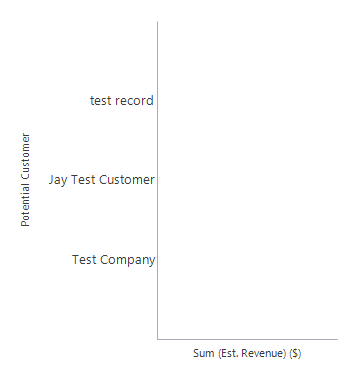 test record
Jay Test Customer
Test Company
Potential Customer
Sum (Est. Revenue) ($)